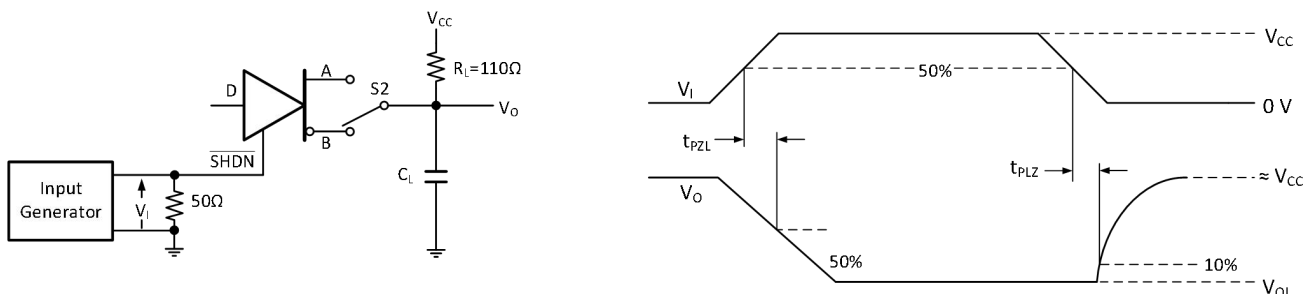 V_CC
R_L=110Ω
A
D
S2
V_O
B
SHDN
C_L
Input
Generator
V_I
50Ω
V_CC
50%
V_I
0 V
t_PZL
t_PLZ
V_O
≈ V_CC
50%
10%
V_OL